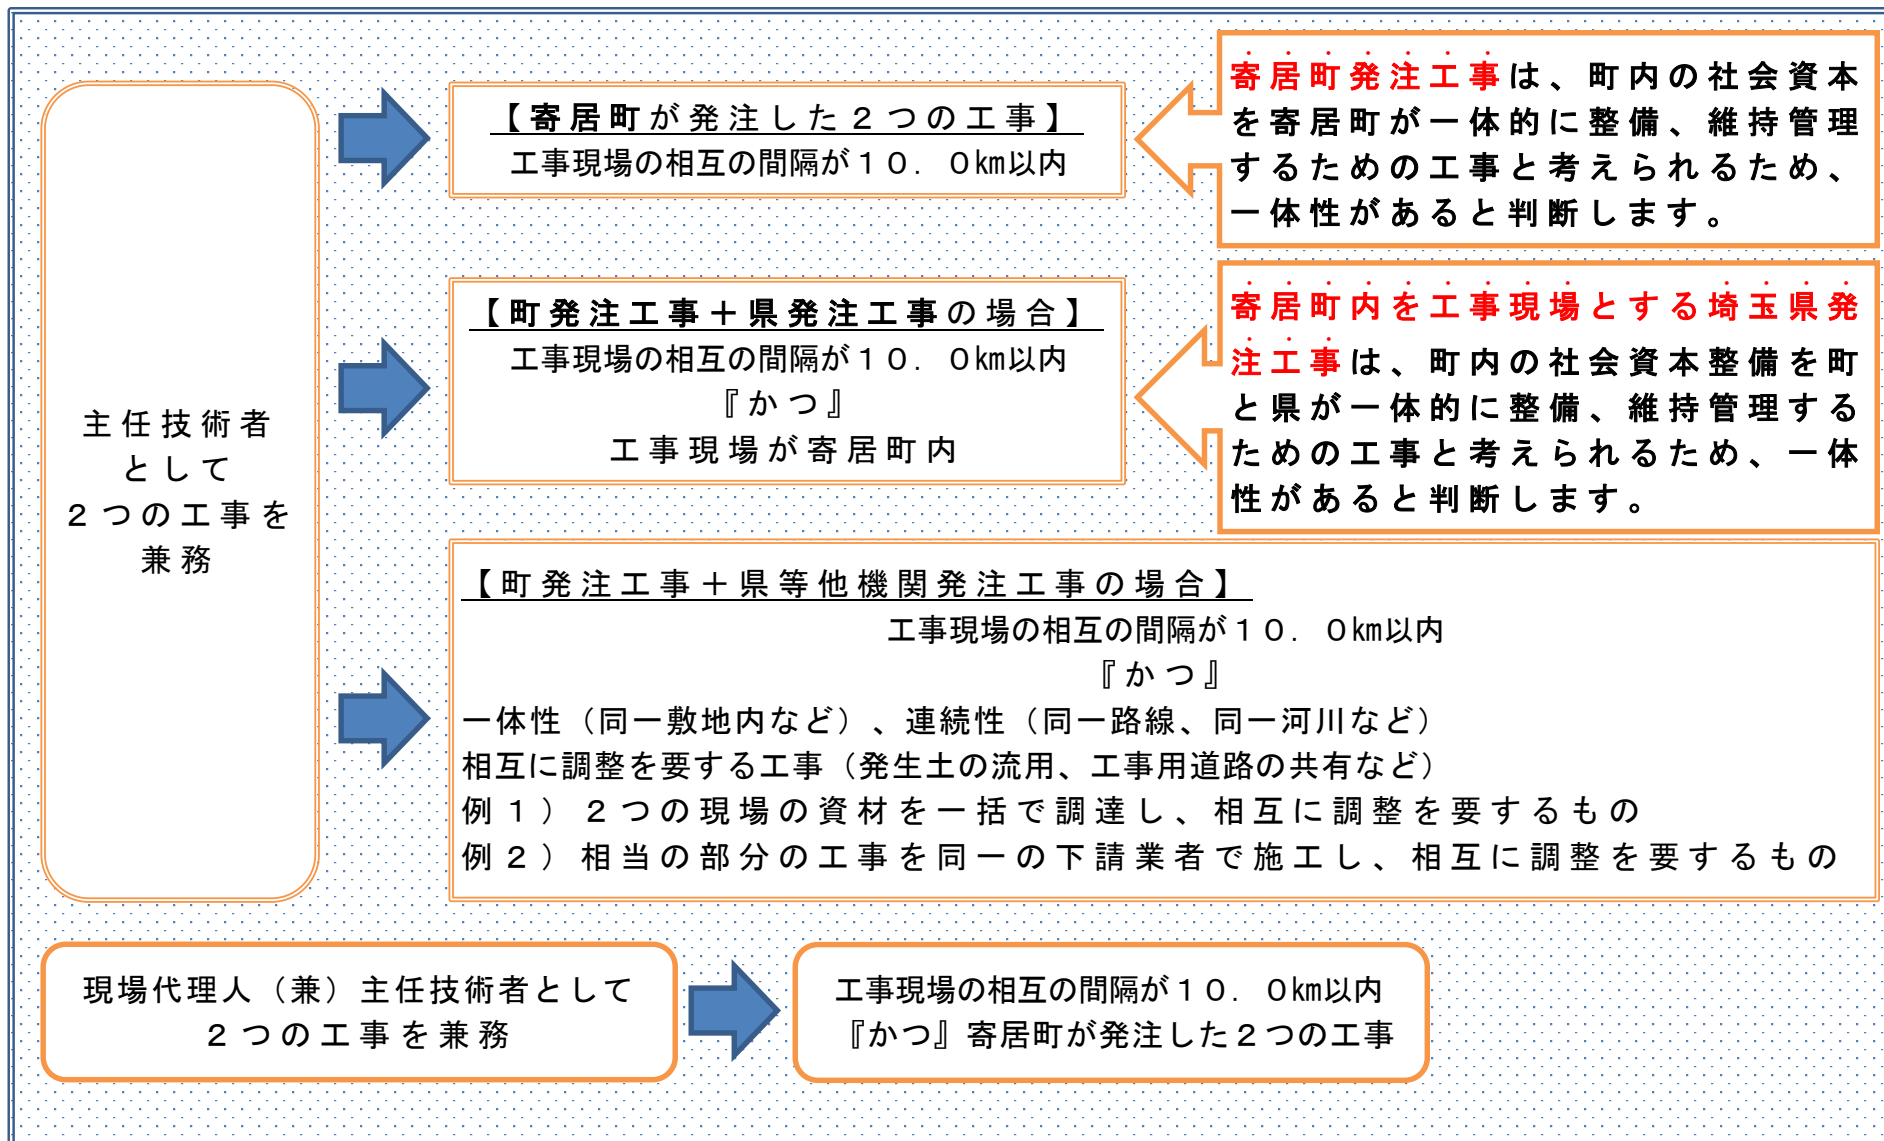 主任技術者
として
２つの工事を
兼務
【寄居町が発注した２つの工事】
工事現場の相互の間隔が１０．０㎞以内
寄居町発注工事は、町内の社会資本
を寄居町が一体的に整備、維持管理
するための工事と考えられるため、
一体性があると判断します。
【町発注工事＋県発注工事の場合】
工事現場の相互の間隔が１０．０㎞以内
『かつ』
工事現場が寄居町内
寄居町内を工事現場とする埼玉県発
注工事は、町内の社会資本整備を町
と県が一体的に整備、維持管理する
ための工事と考えられるため、一体
性があると判断します。
【町発注工事＋県等他機関発注工事の場合】
工事現場の相互の間隔が１０．０㎞以内
『かつ』
一体性（同一敷地内など）、連続性（同一路線、同一河川など）
相互に調整を要する工事（発生土の流用、工事用道路の共有など）
例１）２つの現場の資材を一括で調達し、相互に調整を要するもの
例２）相当の部分の工事を同一の下請業者で施工し、相互に調整を要するもの
現場代理人（兼）主任技術者として
２つの工事を兼務
工事現場の相互の間隔が１０．０㎞以内
『かつ』寄居町が発注した２つの工事